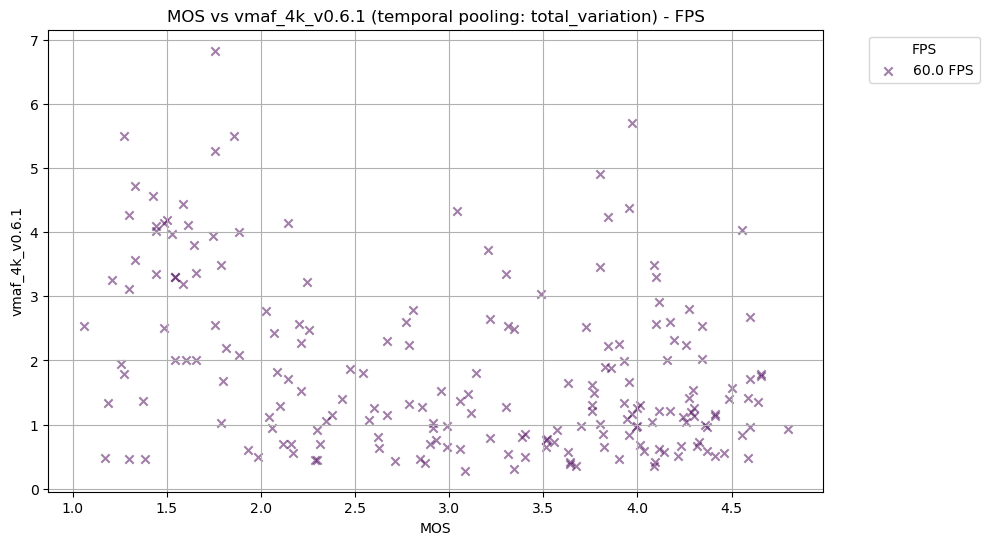 MOS vs vmaf_4k_v0.6.1 (temporal pooling: total_variation) - FPS
FPS
60.0 FPS
7
6
5
4
3
2
1
0
vmaf_4k_v0.6.1
1.0 1.5 2.0 2.5 3.0 3.5 4.0 4.5
MOS